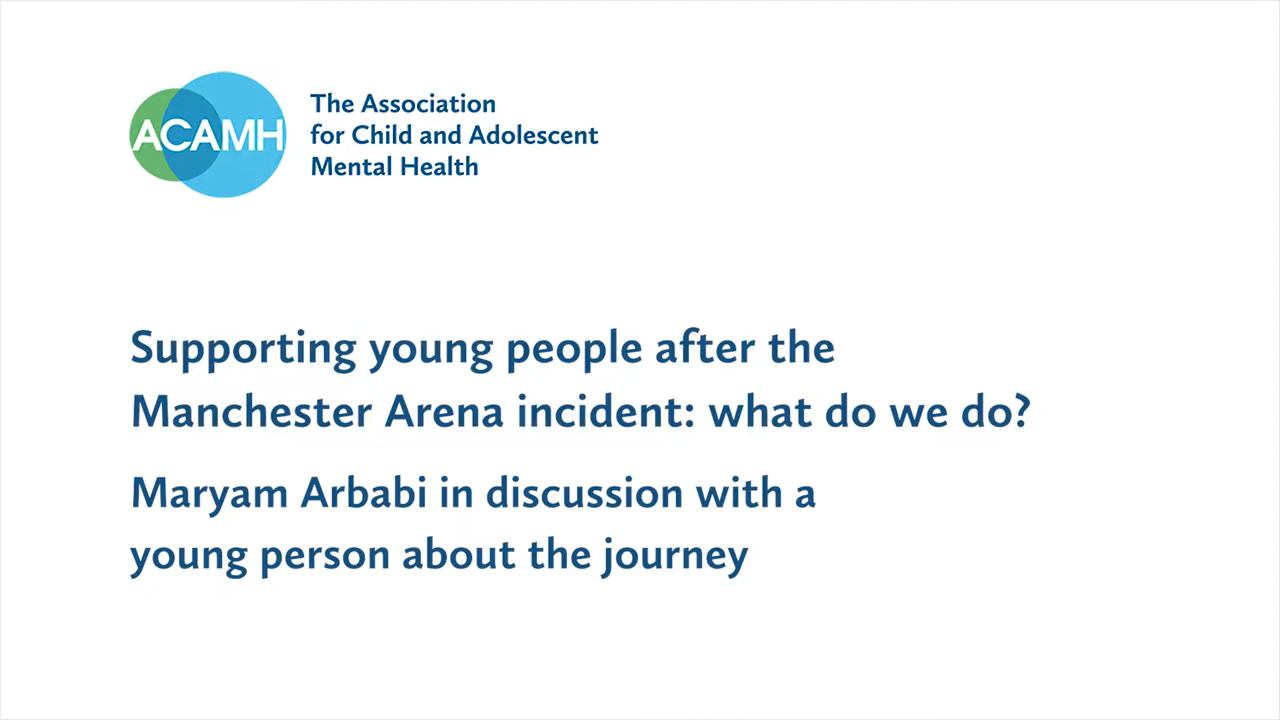 ACAMH
The Association
for Child and Adolescent
Mental Health
Supporting young people after the
Manchester Arena incident: what do we do?
Maryam Arbabi in discussion with a
young person about the journey